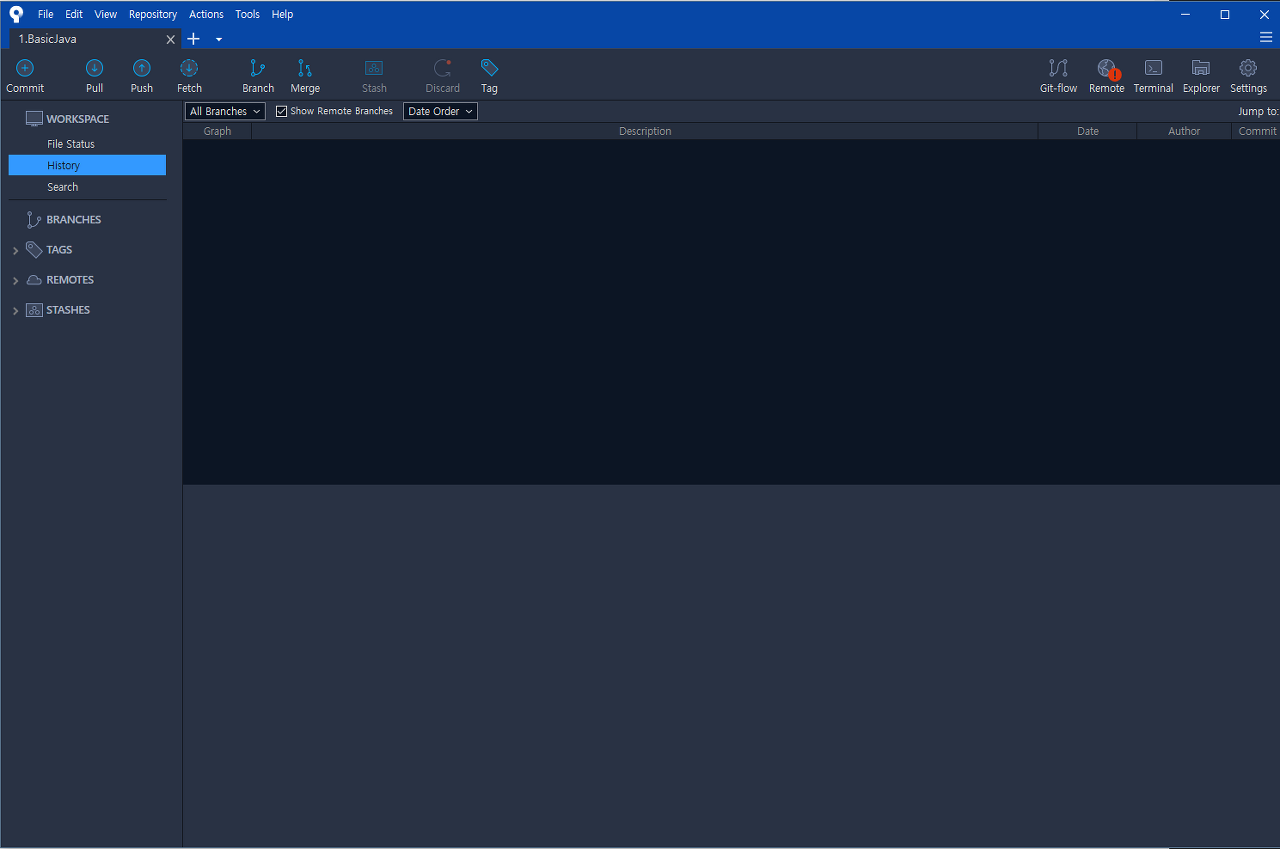 File Edit View Repository Actions Tools Help
1.BasicJava
Commit Pull Push Fetch Branch Merge Stash Discard Tag Git-flow Remote Terminal Explorer Settings
WORKSPACE
File Status
History
Search
BRANCHES
TAGS
REMOTES
STASHES
All Branches Show Remote Branches Date Order Jump to:
Graph Description Date Author Commit